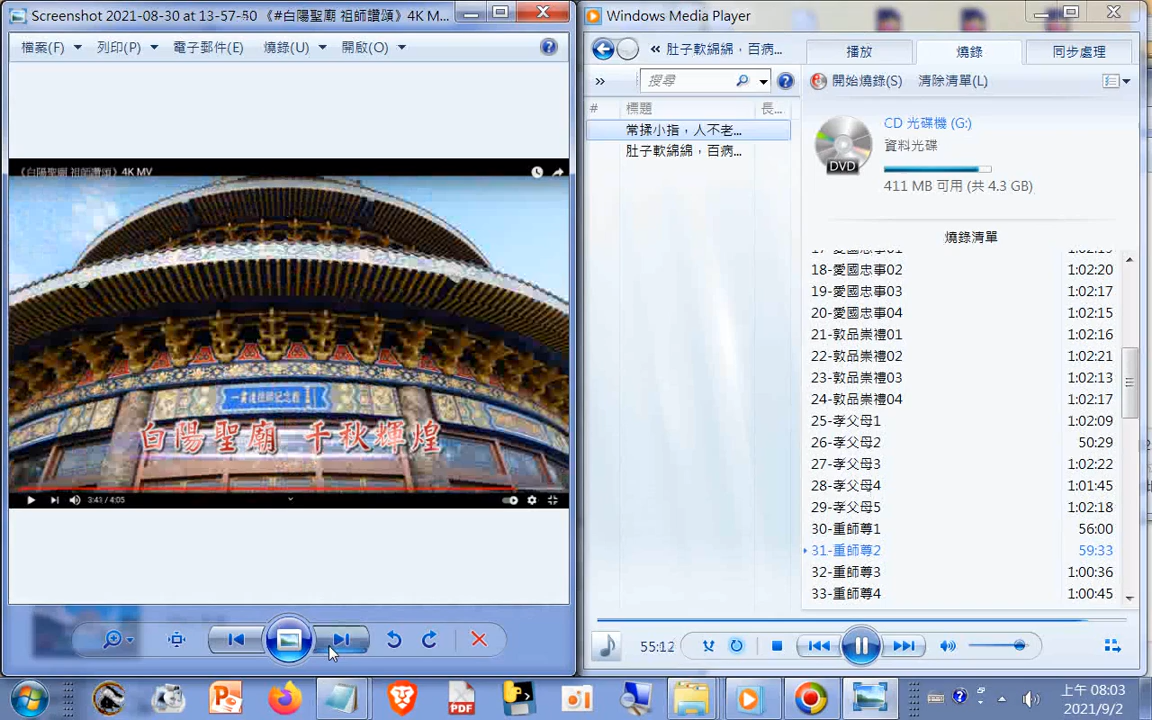 Screenshot 2021-08-30 at 13-57-50 《#白陽聖廟 祖師讚頌》4K M...
檔案(F)
列印(P)
電子郵件(E)
燒錄(U)
開啟(O)
《白陽聖廟 祖師讚頌》4K MV
白陽聖廟 千秋輝煌
3:43 / 4:05
Windows Media Player
« 肚子軟綿綿，百病...
播放
燒錄
同步處理
»
搜尋
開始燒錄(S)
清除清單(L)
#
標題
長...
常揉小指，人不老...
肚子軟綿綿，百病...
CD 光碟機 (G:)
資料光碟
DVD
411 MB 可用 (共 4.3 GB)
燒錄清單
18-愛國忠事02 1:02:20
19-愛國忠事03 1:02:17
20-愛國忠事04 1:02:15
21-敦品崇禮01 1:02:16
22-敦品崇禮02 1:02:21
23-敦品崇禮03 1:02:13
24-敦品崇禮04 1:02:17
25-孝父母1 1:02:09
26-孝父母2 50:29
27-孝父母3 1:02:22
28-孝父母4 1:01:45
29-孝父母5 1:02:18
30-重師尊1 56:00
31-重師尊2 59:33
32-重師尊3 1:00:36
33-重師尊4 1:00:45
55:12
PDF
上午 08:03
2021/9/2